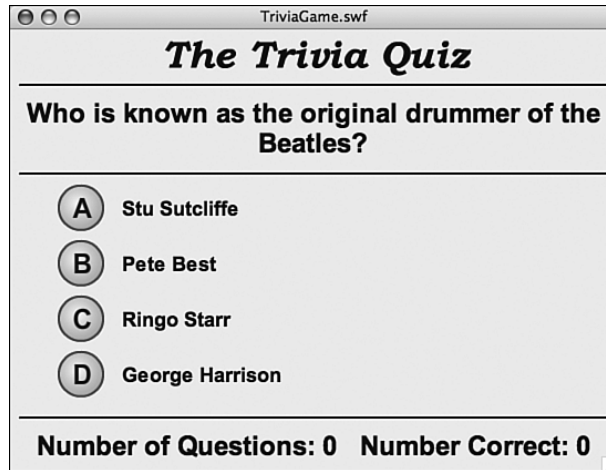 TriviaGame.swf
The Trivia Quiz
Who is known as the original drummer of the
Beatles?
A Stu Sutcliffe
B Pete Best
C Ringo Starr
D George Harrison
Number of Questions: 0 Number Correct: 0